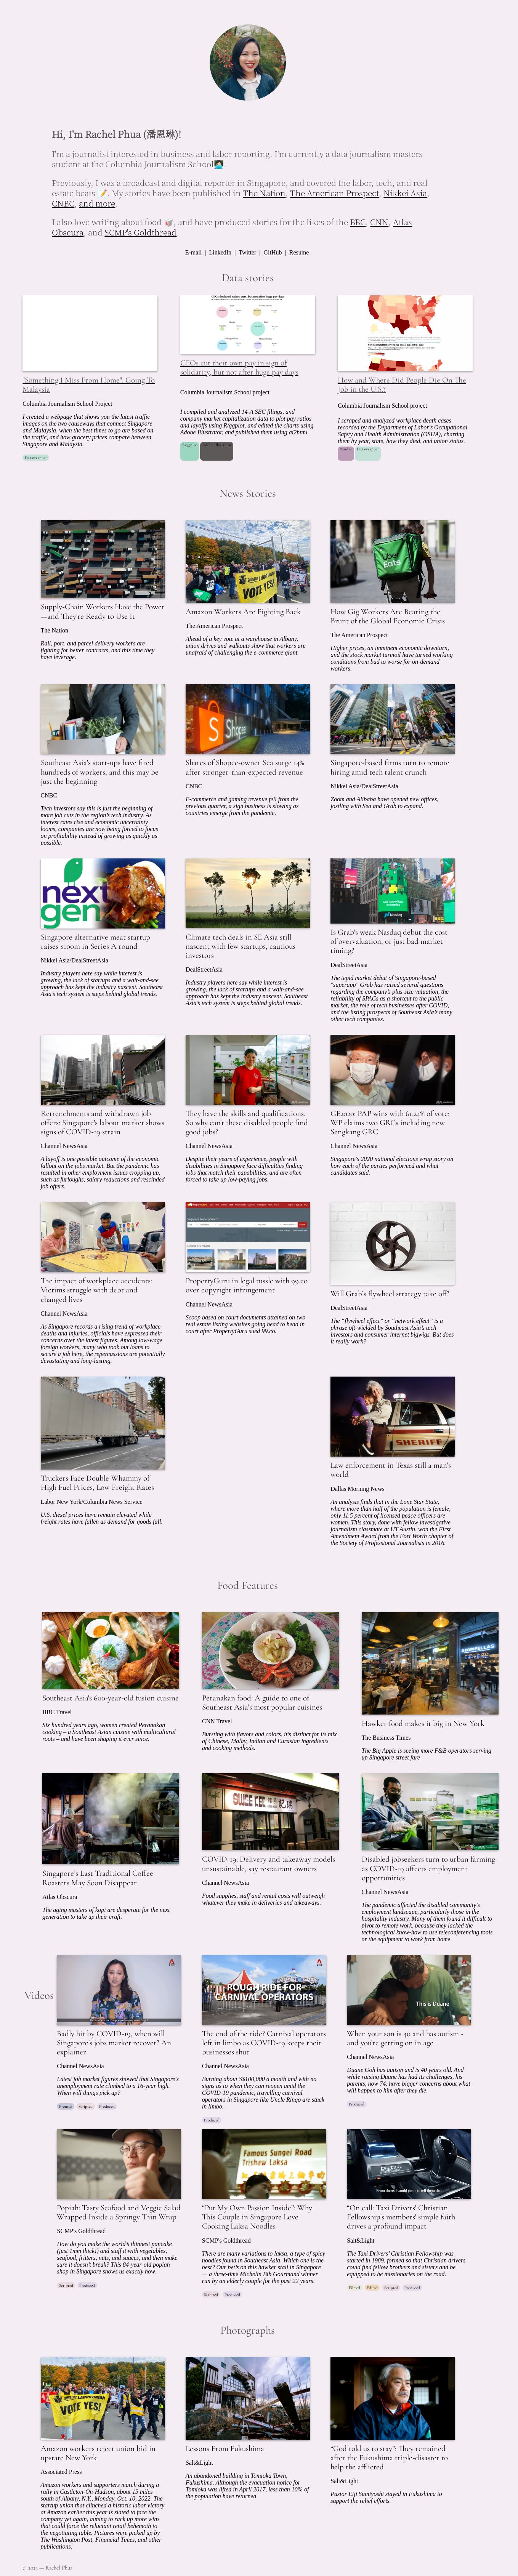 Hi, I'm Rachel Phua (潘恩琳)!
I'm a journalist interested in business and labor reporting. I'm currently a data journalism masters
student at the Columbia Journalism School👩🏻‍💻.
Previously, I was a broadcast and digital reporter in Singapore, and covered the labor, tech, and real
estate beats 📝. My stories have been published in The Nation, The American Prospect, Nikkei Asia,
CNBC, and more.
I also love writing about food 🥡, and have produced stories for the likes of the BBC, CNN, Atlas
Obscura, and SCMP's Goldthread.
E-mail | LinkedIn | Twitter | GitHub | Resume
Data stories
"Something I Miss From Home": Going To
Malaysia
Columbia Journalism School Project
I created a webpage that shows you the latest traffic
images on the two causeways that connect Singapore
and Malaysia, when the best times to go are based on
the traffic, and how grocery prices compare between
Singapore and Malaysia.
Datawrapper
CEOs cut their own pay in sign of
solidarity, but not after huge pay days
Columbia Journalism School project
I compiled and analyzed 14-A SEC filings, and
company market capitalization data to plot pay ratios
and layoffs using R/ggplot, and edited the charts using
Adobe Illustrator, and published them using ai2html.
R/ggplot
How and Where Did People Die On The
Job in the U.S.?
Columbia Journalism School project
I scraped and analyzed workplace death cases
recorded by the Department of Labor's Occupational
Safety and Health Administration (OSHA), charting
them by year, state, how they died, and union status.
Pandas Datawrapper
News Stories
Supply-Chain Workers Have the Power
—and They're Ready to Use It
The Nation
Rail, port, and parcel delivery workers are
fighting for better contracts, and this time they
have leverage.
VOTE YES!
Amazon Workers Are Fighting Back
The American Prospect
Ahead of a key vote at a warehouse in Albany,
union drives and walkouts show that workers are
unafraid of challenging the e-commerce giant.
Uber
Eats
How Gig Workers Are Bearing the
Brunt of the Global Economic Crisis
The American Prospect
Higher prices, an imminent economic downturn,
and the stock market turmoil have turned working
conditions from bad to worse for on-demand
workers.
Southeast Asia's start-ups have fired
hundreds of workers, and this may be
just the beginning
CNBC
Tech investors say this is just the beginning of
more job cuts in the region's tech industry. As
interest rates rise and economic uncertainty
looms, companies are now being forced to focus
on profitability instead of growing as quickly as
possible.
Shopee
Shares of Shopee-owner Sea surge 14%
after stronger-than-expected revenue
CNBC
E-commerce and gaming revenue fell from the
previous quarter, a sign business is slowing as
countries emerge from the pandemic.
Singapore-based firms turn to remote
hiring amid tech talent crunch
Nikkei Asia/DealStreetAsia
Zoom and Alibaba have opened new offices,
jostling with Sea and Grab to expand.
next
gen
Singapore alternative meat startup
raises $100m in Series A round
Nikkei Asia/DealStreetAsia
Industry players here say while interest is
growing, the lack of startups and a wait-and-see
approach has kept the industry nascent. Southeast
Asia's tech system is steps behind global trends.
Climate tech deals in SE Asia still
nascent with few startups, cautious
investors
DealStreetAsia
Industry players here say while interest is
growing, the lack of startups and a wait-and-see
approach has kept the industry nascent. Southeast
Asia's tech system is steps behind global trends.
Nasdaq
Is Grab's weak Nasdaq debut the cost
of overvaluation, or just bad market
timing?
DealStreetAsia
The tepid market debut of Singapore-based
"superapp" Grab has raised several questions
regarding the company's plus-size valuation, the
reliability of SPACs as a shortcut to the public
market, the role of tech businesses after COVID,
and the listing prospects of Southeast Asia's many
other tech companies.
Retrenchments and withdrawn job
offers: Singapore's labour market shows
signs of COVID-19 strain
Channel NewsAsia
A layoff is one possible outcome of the economic
fallout on the jobs market. But the pandemic has
resulted in other employment issues cropping up,
such as furloughs, salary reductions and rescinded
job offers.
They have the skills and qualifications.
So why can't these disabled people find
good jobs?
Channel NewsAsia
Despite their years of experience, people with
disabilities in Singapore face difficulties finding
jobs that match their capabilities, and are often
forced to take up low-paying jobs.
GE2020: PAP wins with 61.24% of vote;
WP claims two GRCs including new
Sengkang GRC
Channel NewsAsia
Singapore's 2020 national elections wrap story on
how each of the parties performed and what
candidates said.
The impact of workplace accidents:
Victims struggle with debt and
changed lives
Channel NewsAsia
As Singapore records a rising trend of workplace
deaths and injuries, officials have expressed their
concerns over the latest figures. Among low-wage
foreign workers, many who took out loans to
secure a job here, the repercussions are potentially
devastating and long-lasting.
PropertyGuru in legal tussle with 99.co
over copyright infringement
Channel NewsAsia
Scoop based on court documents attained on two
real estate listing websites going head to head in
court after PropertyGuru sued 99.co.
Will Grab's flywheel strategy take off?
DealStreetAsia
The "flywheel effect" or "network effect" is a
phrase oft-wielded by Southeast Asia's tech
investors and consumer internet bigwigs. But does
it really work?
Truckers Face Double Whammy of
High Fuel Prices, Low Freight Rates
Labor New York/Columbia News Service
U.S. diesel prices have remain elevated while
freight rates have fallen as demand for goods fall.
SHERIFF
Law enforcement in Texas still a man's
world
Dallas Morning News
An analysis finds that in the Lone Star State,
where more than half of the population is female,
only 11.5 percent of licensed peace officers are
women. This story, done with fellow investigative
journalism classmate at UT Austin, won the First
Amendment Award from the Fort Worth chapter of
the Society of Professional Journalists in 2016.
Food Features
Southeast Asia's 600-year-old fusion cuisine
BBC Travel
Six hundred years ago, women created Peranakan
cooking – a Southeast Asian cuisine with multicultural
roots – and have been shaping it ever since.
Peranakan food: A guide to one of
Southeast Asia's most popular cuisines
CNN Travel
Bursting with flavors and colors, it's distinct for its mix
of Chinese, Malay, Indian and Eurasian ingredients
and cooking methods.
Hawker food makes it big in New York
The Business Times
The Big Apple is seeing more F&B operators serving
up Singapore street fare
Singapore's Last Traditional Coffee
Roasters May Soon Disappear
Atlas Obscura
The aging masters of kopi are desperate for the next
generation to take up their craft.
GUEE KEE
COVID-19: Delivery and takeaway models
unsustainable, say restaurant owners
Channel NewsAsia
Food supplies, staff and rental costs will outweigh
whatever they make in deliveries and takeaways.
Disabled jobseekers turn to urban farming
as COVID-19 affects employment
opportunities
Channel NewsAsia
The pandemic affected the disabled community's
employment landscape, particularly those in the
hospitality industry. Many of them found it difficult to
pivot to remote work, because they lacked the
technological know-how to use teleconferencing tools
or the equipment to work from home.
Videos
Badly hit by COVID-19, when will
Singapore's jobs market recover? An
explainer
Channel NewsAsia
Latest job market figures showed that Singapore's
unemployment rate climbed to a 16-year high.
When will things pick up?
Fronted Scripted Produced
ROUGH RIDE FOR
CARNIVAL OPERATORS
The end of the ride? Carnival operators
left in limbo as COVID-19 keeps their
businesses shut
Channel NewsAsia
Burning about S$100,000 a month and with no
signs as to when they can reopen amid the
COVID-19 pandemic, travelling carnival
operators in Singapore like Uncle Ringo are stuck
in limbo.
Produced
This is Duane
When your son is 40 and has autism -
and you're getting on in age
Channel NewsAsia
Duane Goh has autism and is 40 years old. And
while raising Duane has had its challenges, his
parents, now 74, have bigger concerns about what
will happen to him after they die.
Produced
Popiah: Tasty Seafood and Veggie Salad
Wrapped Inside a Springy Thin Wrap
SCMP's Goldthread
How do you make the world's thinnest pancake
(just 1mm thick!) and stuff it with vegetables,
seafood, fritters, nuts, and sauces, and then make
sure it doesn't break? This 84-year-old popiah
shop in Singapore shows us exactly how.
Scripted Produced
Famous Sungei Road
Trishaw Laksa
"Put My Own Passion Inside": Why
This Couple in Singapore Love
Cooking Laksa Noodles
SCMP's Goldthread
There are many variations to laksa, a type of spicy
noodles found in Southeast Asia. Which one is the
best? Our bet's on this hawker stall in Singapore
— a three-time Michelin Bib Gourmand winner
run by an elderly couple for the past 22 years.
Scripted Produced
"On call: Taxi Drivers' Christian
Fellowship's members' simple faith
drives a profound impact
Salt&Light
The Taxi Drivers' Christian Fellowship was
started in 1989, formed so that Christian drivers
could find fellow brothers and sisters and be
equipped to be missionaries on the road.
Filmed Edited Scripted Produced
Photographs
VOTE YES!
Amazon workers reject union bid in
upstate New York
Associated Press
Amazon workers and supporters march during a
rally in Castleton-On-Hudson, about 15 miles
south of Albany, N.Y., Monday, Oct. 10, 2022. The
startup union that clinched a historic labor victory
at Amazon earlier this year is slated to face the
company yet again, aiming to rack up more wins
that could force the reluctant retail behemoth to
the negotiating table. Pictures were picked up by
The Washington Post, Financial Times, and other
publications.
Lessons From Fukushima
Salt&Light
An abandoned building in Tomioka Town,
Fukushima. Although the evacuation notice for
Tomioka was lifted in April 2017, less than 10% of
the population have returned.
"God told us to stay": They remained
after the Fukushima triple-disaster to
help the afflicted
Salt&Light
Pastor Eiji Sumiyoshi stayed in Fukushima to
support the relief efforts.
© 2023 — Rachel Phua